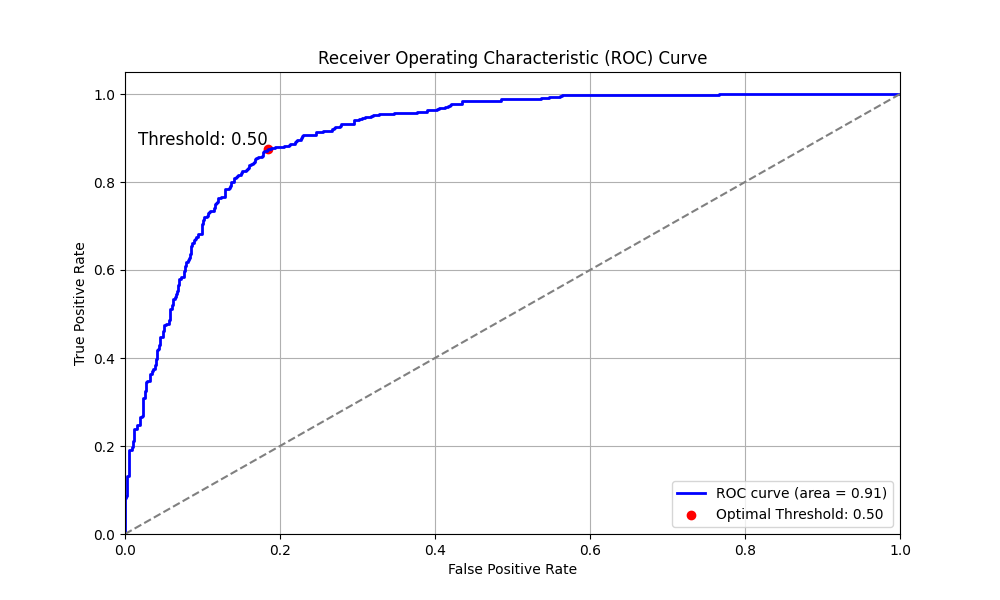 Receiver Operating Characteristic (ROC) Curve
1.0
0.8
0.6
0.4
0.2
0.0
True Positive Rate
Threshold: 0.50
ROC curve (area = 0.91)
Optimal Threshold: 0.50
0.0 0.2 0.4 0.6 0.8 1.0
False Positive Rate